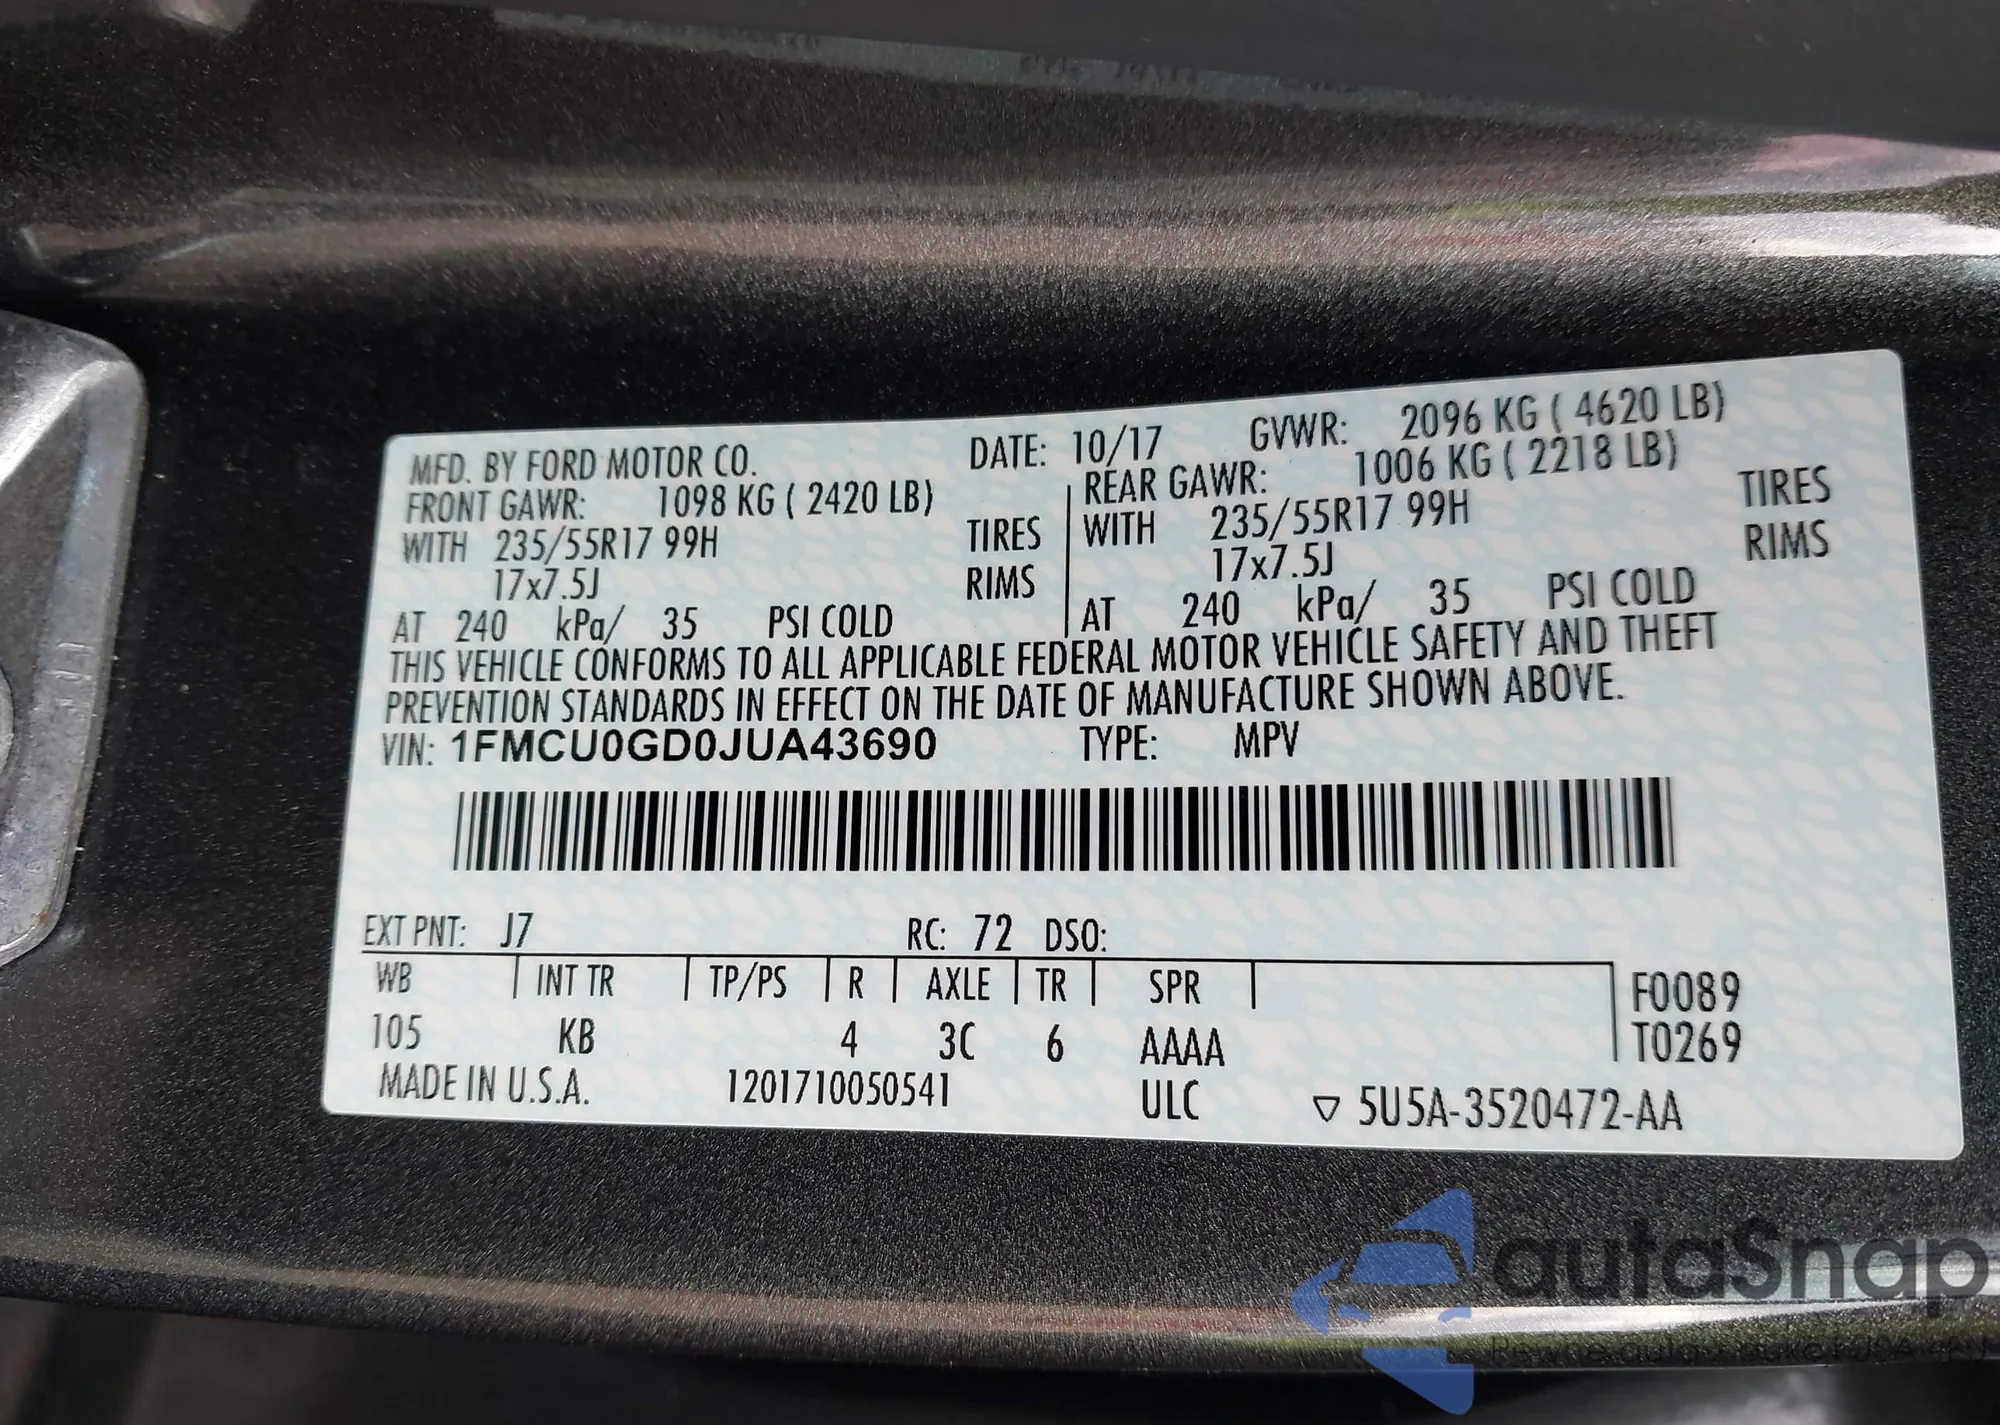 MFD. BY FORD MOTOR CO. DATE: 10/17 GVWR: 2096 KG ( 4620 LB)
FRONT GAWR: 1098 KG ( 2420 LB) REAR GAWR: 1006 KG ( 2218 LB)
WITH 235/55R17 99H TIRES WITH 235/55R17 99H TIRES
17x7.5J RIMS 17x7.5J RIMS
AT 240 kPa/ 35 PSI COLD AT 240 kPa/ 35 PSI COLD
THIS VEHICLE CONFORMS TO ALL APPLICABLE FEDERAL MOTOR VEHICLE SAFETY AND THEFT
PREVENTION STANDARDS IN EFFECT ON THE DATE OF MANUFACTURE SHOWN ABOVE.
VIN: 1FMCU0GD0JUA43690 TYPE: MPV
EXT PNT: J7 RC: 72 DSO:
WB INT TR TP/PS R AXLE TR SPR F0089
105 KB 4 3C 6 AAAA T0269
MADE IN U.S.A. 1201710050541 ULC ▽ 5U5A-3520472-AA
autaSnap